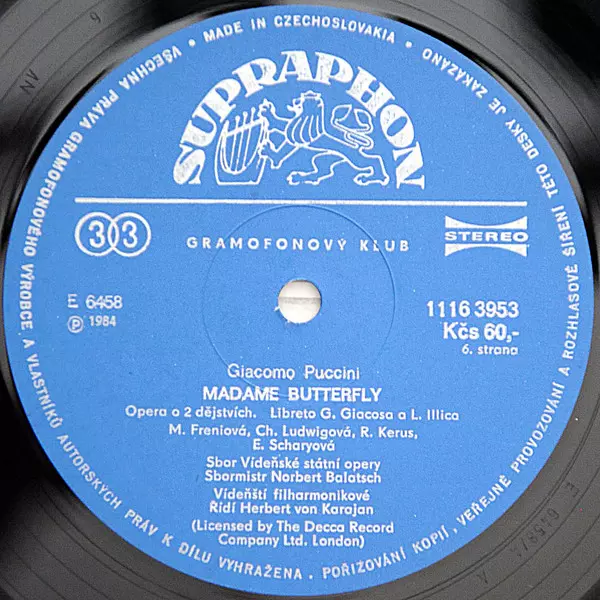 VŠECHNA PRÁVA GRAMOFONOVÉHO VÝROBCE A VLASTNÍKŮ AUTORSKÝCH PRÁV K DÍLU VYHRAŽENA. POŘIZOVÁNÍ KOPIÍ, VEŘEJNÉ PROVOZOVÁNÍ A ROZHLASOVÉ ŠÍŘENÍ TÉTO DESKY JE ZAKÁZÁNO • MADE IN CZECHOSLOVAKIA •
SUPRAPHON
33
GRAMOFONOVÝ KLUB
STEREO
E 6458
℗ 1984
1116 3953
Kčs 60,-
6. strana
Giacomo Puccini
MADAME BUTTERFLY
Opera o 2 dějstvích. Libreto G. Giacosa a L. Illica
M. Freniová, Ch. Ludwigová, R. Kerus,
E. Scharyová
Sbor Vídeňské státní opery
Sbormistr Norbert Balatsch
Vídeňští filharmonikové
Řídí Herbert von Karajan
(Licensed by The Decca Record
Company Ltd. London)